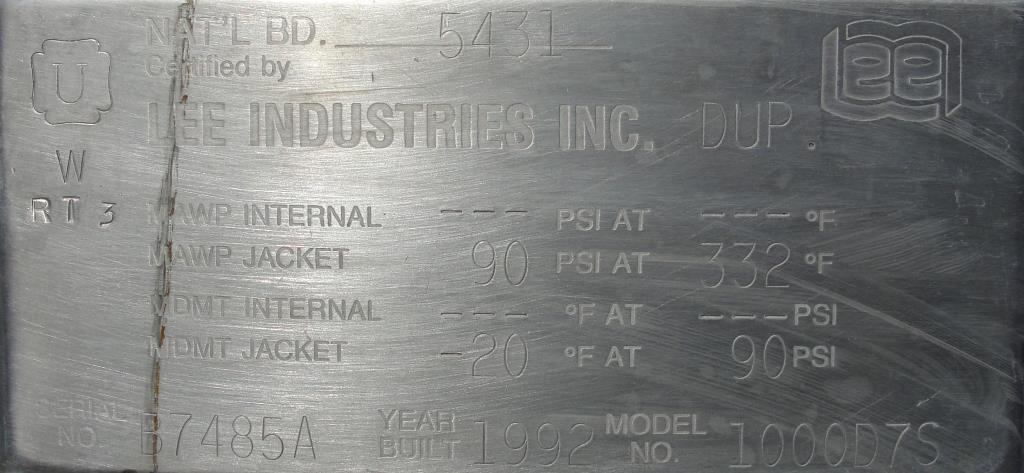 NAT'L BD. 5431
Certified by
U
LEE INDUSTRIES INC. DUP.
Lee
W
RT 3
MAWP INTERNAL --- PSI AT --- °F
MAWP JACKET 90 PSI AT 332 °F
MDMT INTERNAL --- °F AT ---PSI
MDMT JACKET -20 °F AT 90 PSI
SERIAL NO. B7485A YEAR BUILT 1992 MODEL NO. 1000D7S